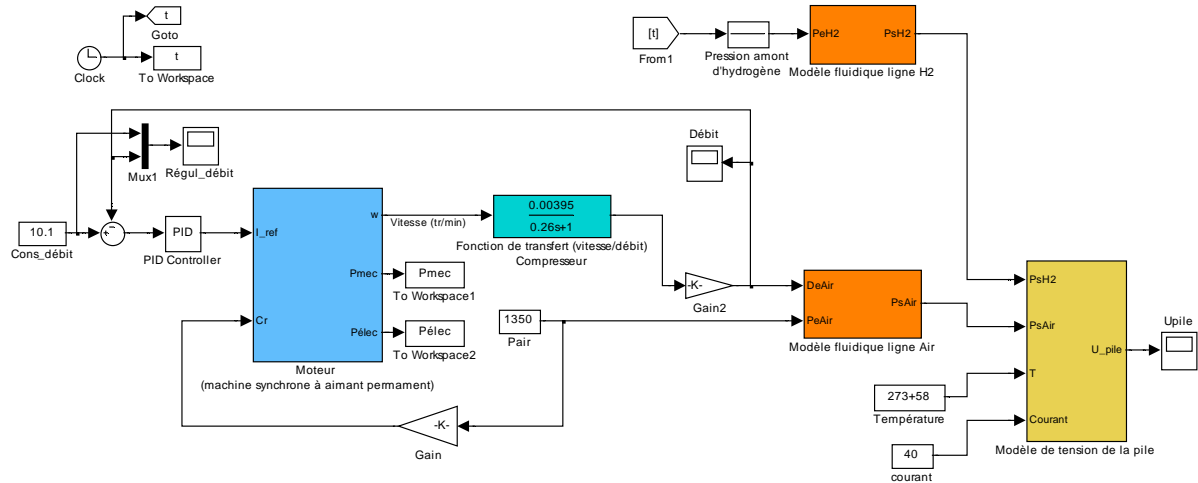 t
Goto
Clock
t
To Workspace
[t]
From1
Pression amont
d'hydrogène
PeH2
PsH2
Modèle fluidique ligne H2
Mux1
Régul_débit
Débit
10.1
Cons_débit
PID
PID Controller
I_ref
Cr
w
Pmec
Pélec
Moteur
(machine synchrone à aimant permament)
Vitesse (tr/min)
Pmec
To Workspace1
Pélec
To Workspace2
0.00395
0.26s+1
Fonction de transfert (vitesse/débit)
Compresseur
-K-
Gain2
1350
Pair
-K-
Gain
DeAir
PeAir
PsAir
Modèle fluidique ligne Air
273+58
Température
40
courant
PsH2
PsAir
T
Courant
U_pile
Modèle de tension de la pile
Upile